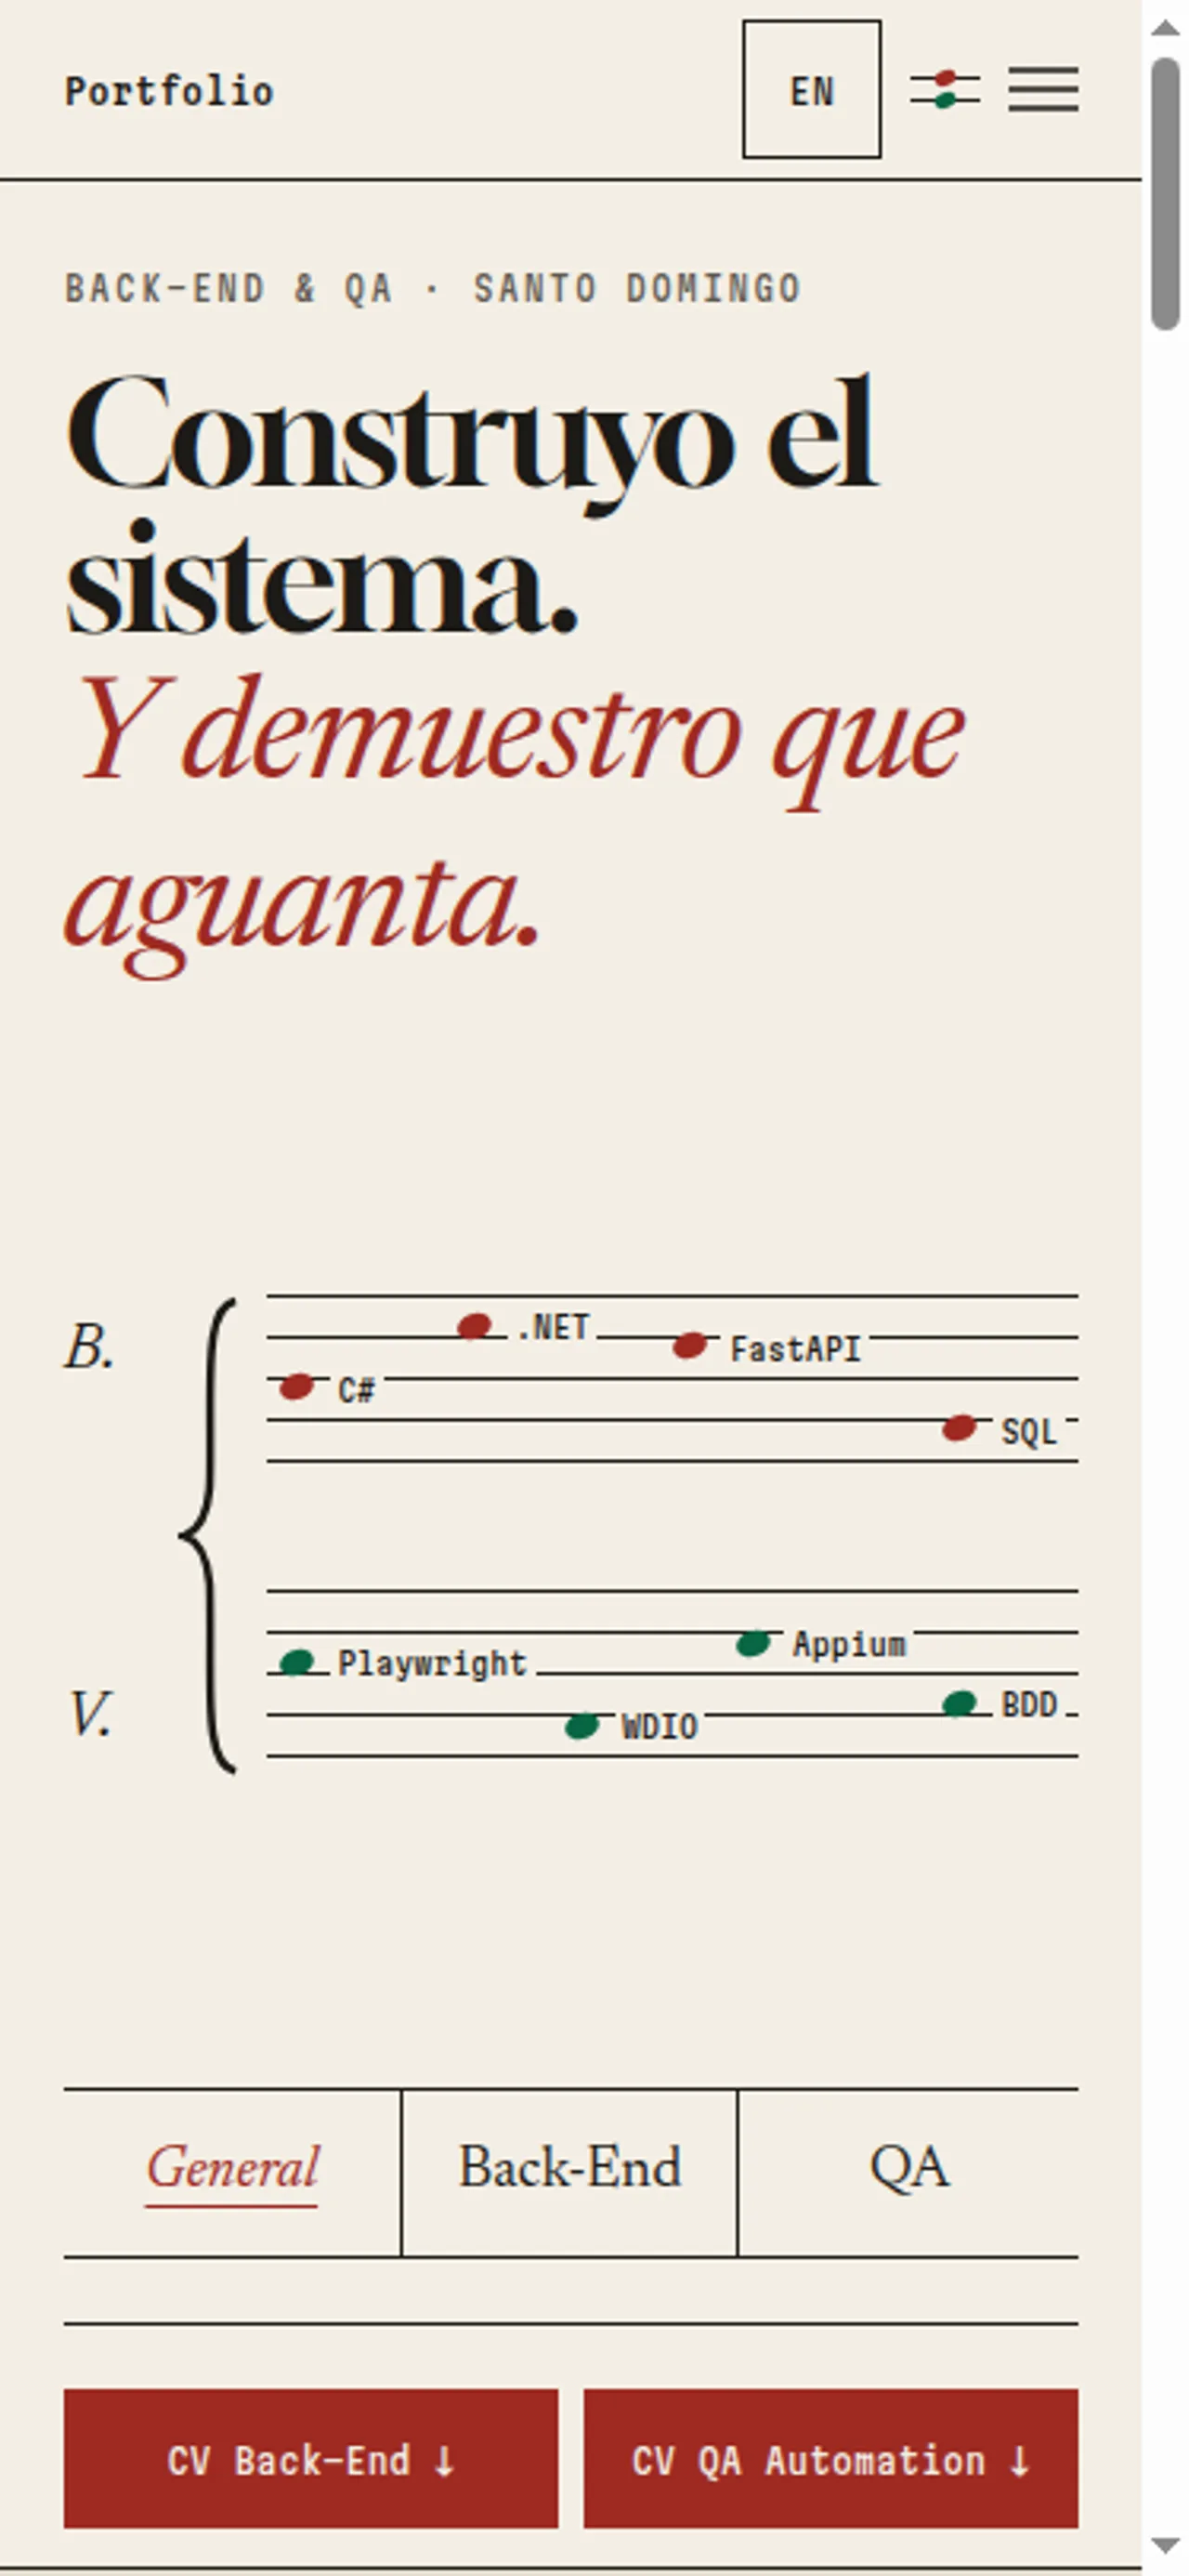 Portfolio
EN
BACK-END & QA · SANTO DOMINGO
Construyo el
sistema.
Y demuestro que
aguanta.
B.
.NET
FastAPI
C#
SQL
Appium
Playwright
V.
BDD
WDIO
General
Back-End
QA
CV Back-End ↓
CV QA Automation ↓